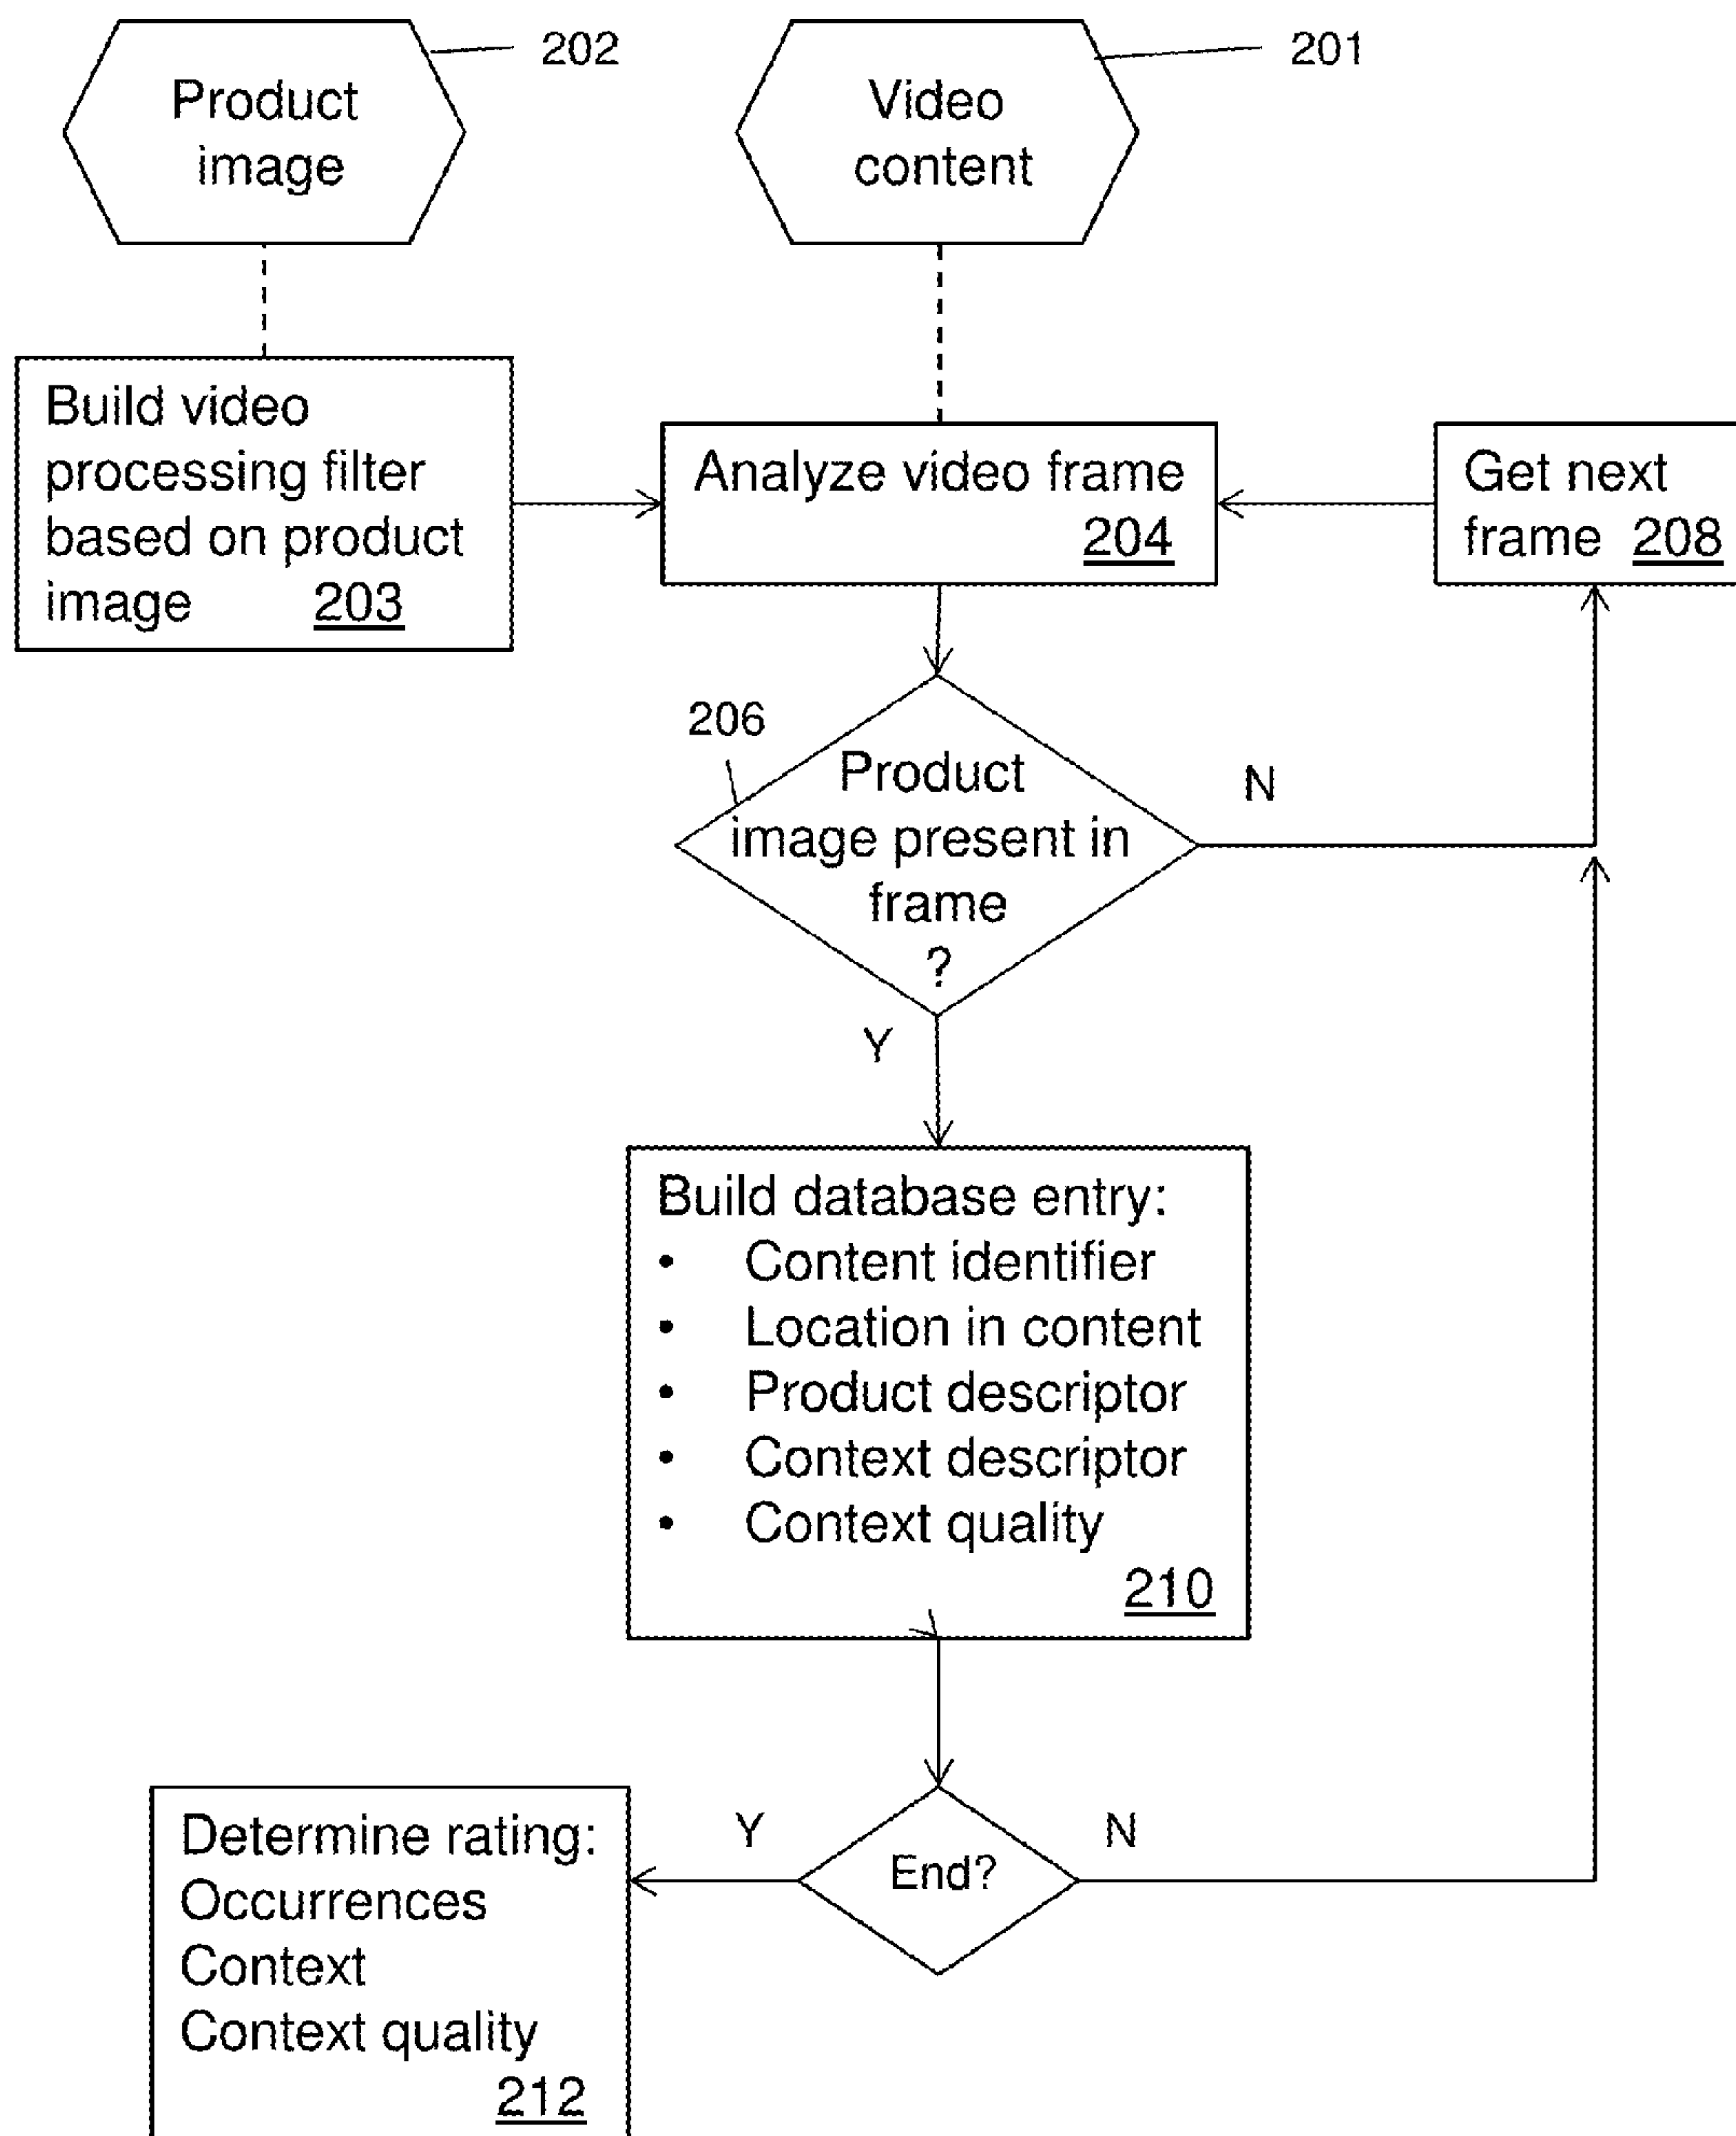 202
201
Product
image
Video
content
Build video
processing filter
based on product
image 203
Analyze video frame
204
Get next
frame 208
206
Product
image present in
frame
?
N
Y
Build database entry:
• Content identifier
• Location in content
• Product descriptor
• Context descriptor
• Context quality
210
Determine rating:
Occurrences
Context
Context quality
212
Y
End?
N